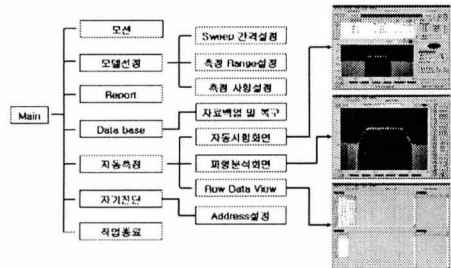 Main
모션
모델선정
Report
Data base
자동측정
자기진단
작업종료
Sweep 간격설정
측정 Range설정
측정 사항설정
자료백업 및 복구
자동시험화면
파형분석화면
Row Data View
Address설정